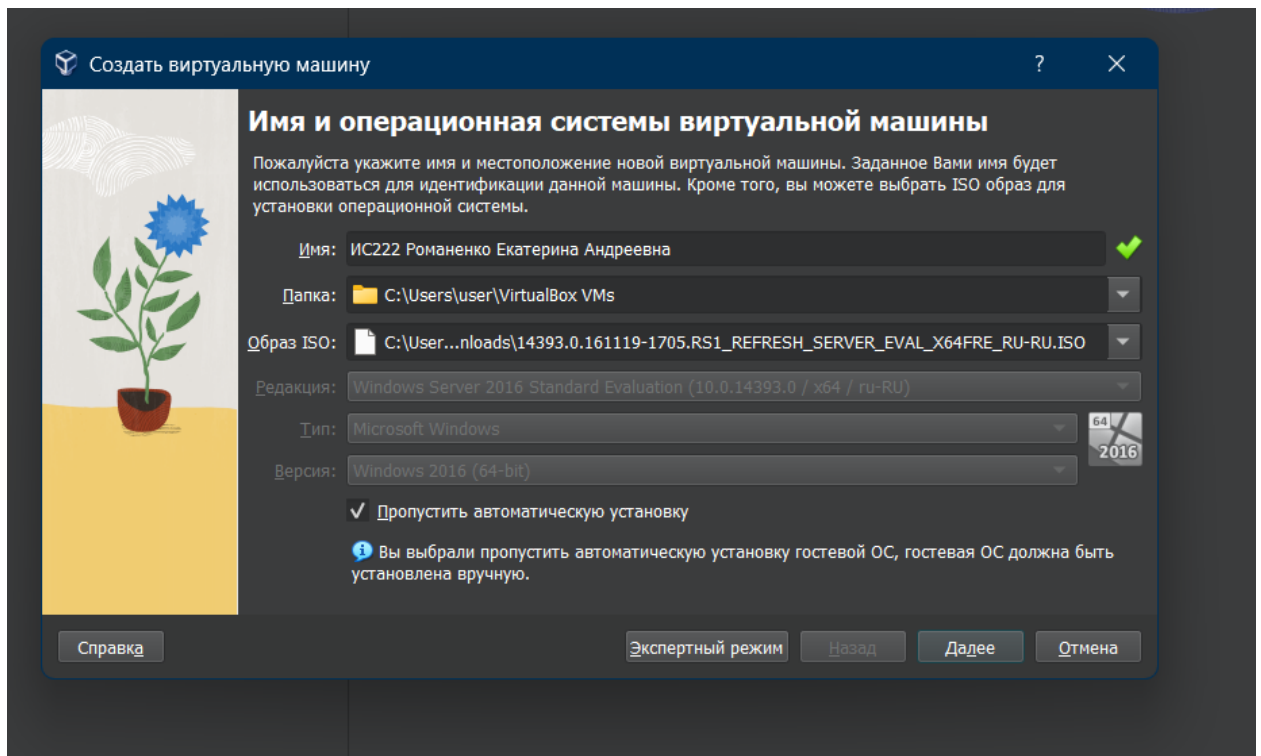 Создать виртуальную машину
?
Имя и операционная системы виртуальной машины
Пожалуйста укажите имя и местоположение новой виртуальной машины. Заданное Вами имя будет
использоваться для идентификации данной машины. Кроме того, вы можете выбрать ISO образ для
установки операционной системы.
Имя: ИС222 Романенко Екатерина Андреевна
Папка: C:\Users\user\VirtualBox VMs
Образ ISO: C:\User...nloads\14393.0.161119-1705.RS1_REFRESH_SERVER_EVAL_X64FRE_RU-RU.ISO
Редакция: Windows Server 2016 Standard Evaluation (10.0.14393.0 / x64 / ru-RU)
Тип: Microsoft Windows
64
2016
Версия: Windows 2016 (64-bit)
Пропустить автоматическую установку
Вы выбрали пропустить автоматическую установку гостевой ОС, гостевая ОС должна быть
установлена вручную.
Справка Экспертный режим Назад Далее Отмена